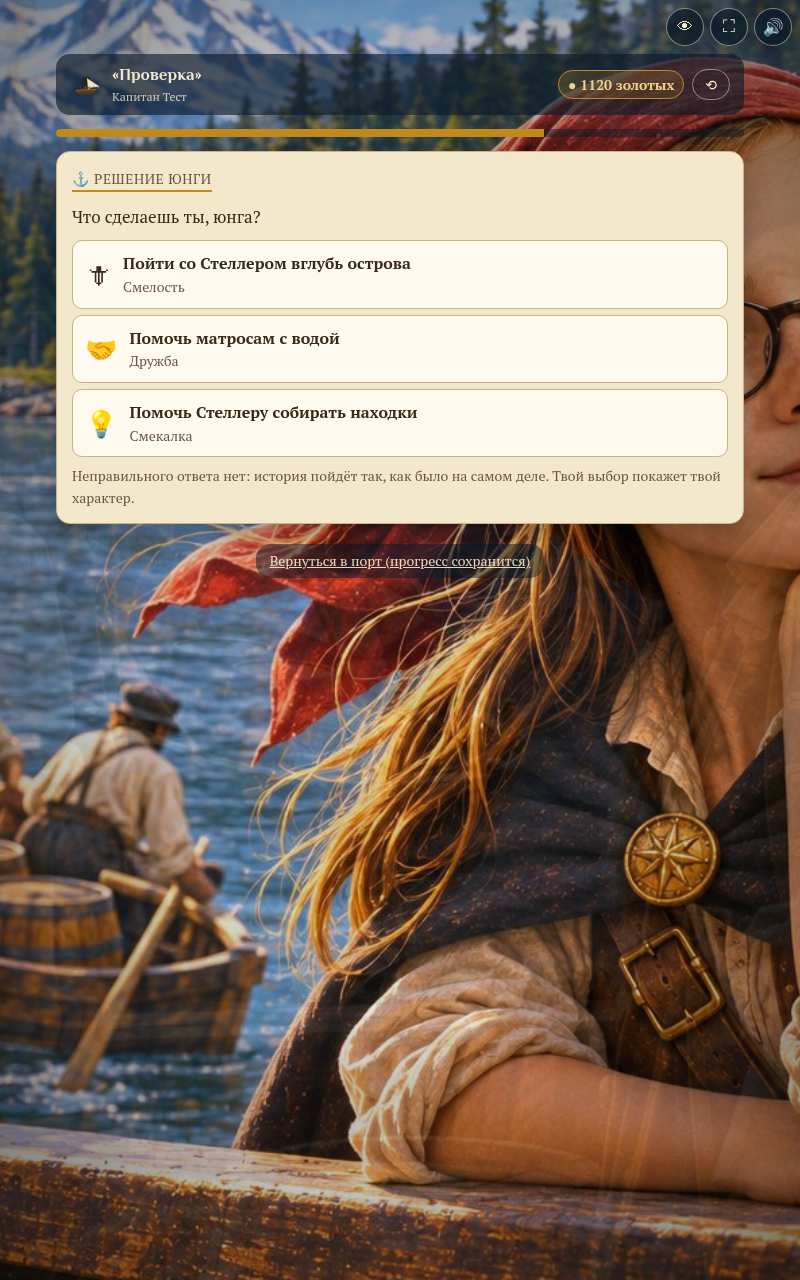 «Проверка»
Капитан Тест
● 1120 золотых
⚓ РЕШЕНИЕ ЮНГИ
Что сделаешь ты, юнга?
Пойти со Стеллером вглубь острова
Смелость
Помочь матросам с водой
Дружба
Помочь Стеллеру собирать находки
Смекалка
Неправильного ответа нет: история пойдёт так, как было на самом деле. Твой выбор покажет твой
характер.
Вернуться в порт (прогресс сохранится)